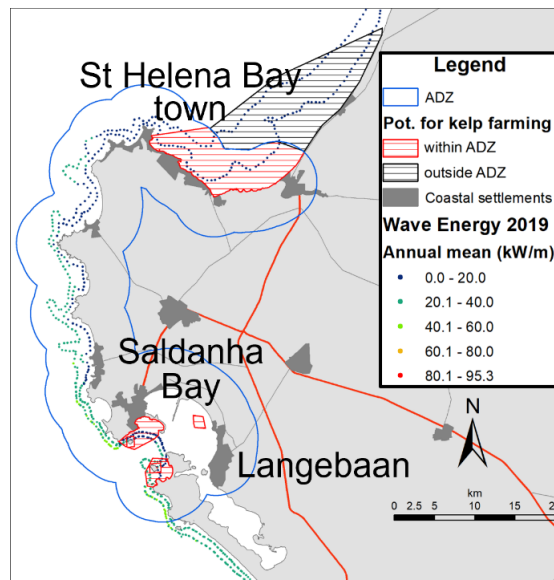 St Helena Bay
town
Legend
ADZ
Pot. for kelp farming
within ADZ
outside ADZ
Coastal settlements
Wave Energy 2019
Annual mean (kW/m)
0.0 - 20.0
20.1 - 40.0
40.1 - 60.0
60.1 - 80.0
80.1 - 95.3
Saldanha
Bay
Langebaan
N
km
0 2.5 5 10 15